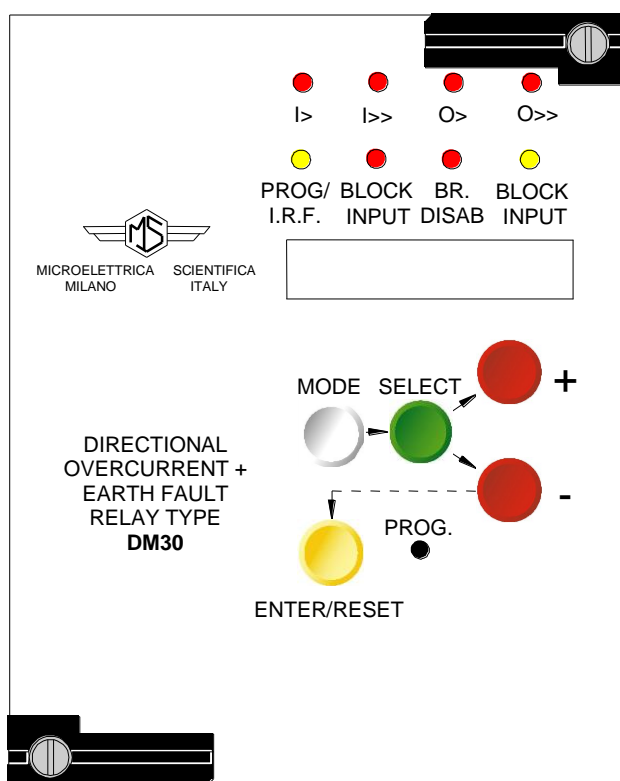 I> I>> O> O>>
PROG/ BLOCK BR. BLOCK
I.R.F. INPUT DISAB INPUT
MS
MICROELETTRICA SCIENTIFICA
MILANO ITALY
MODE SELECT +
DIRECTIONAL
OVERCURRENT +
EARTH FAULT
RELAY TYPE
DM30
-
PROG.
ENTER/RESET